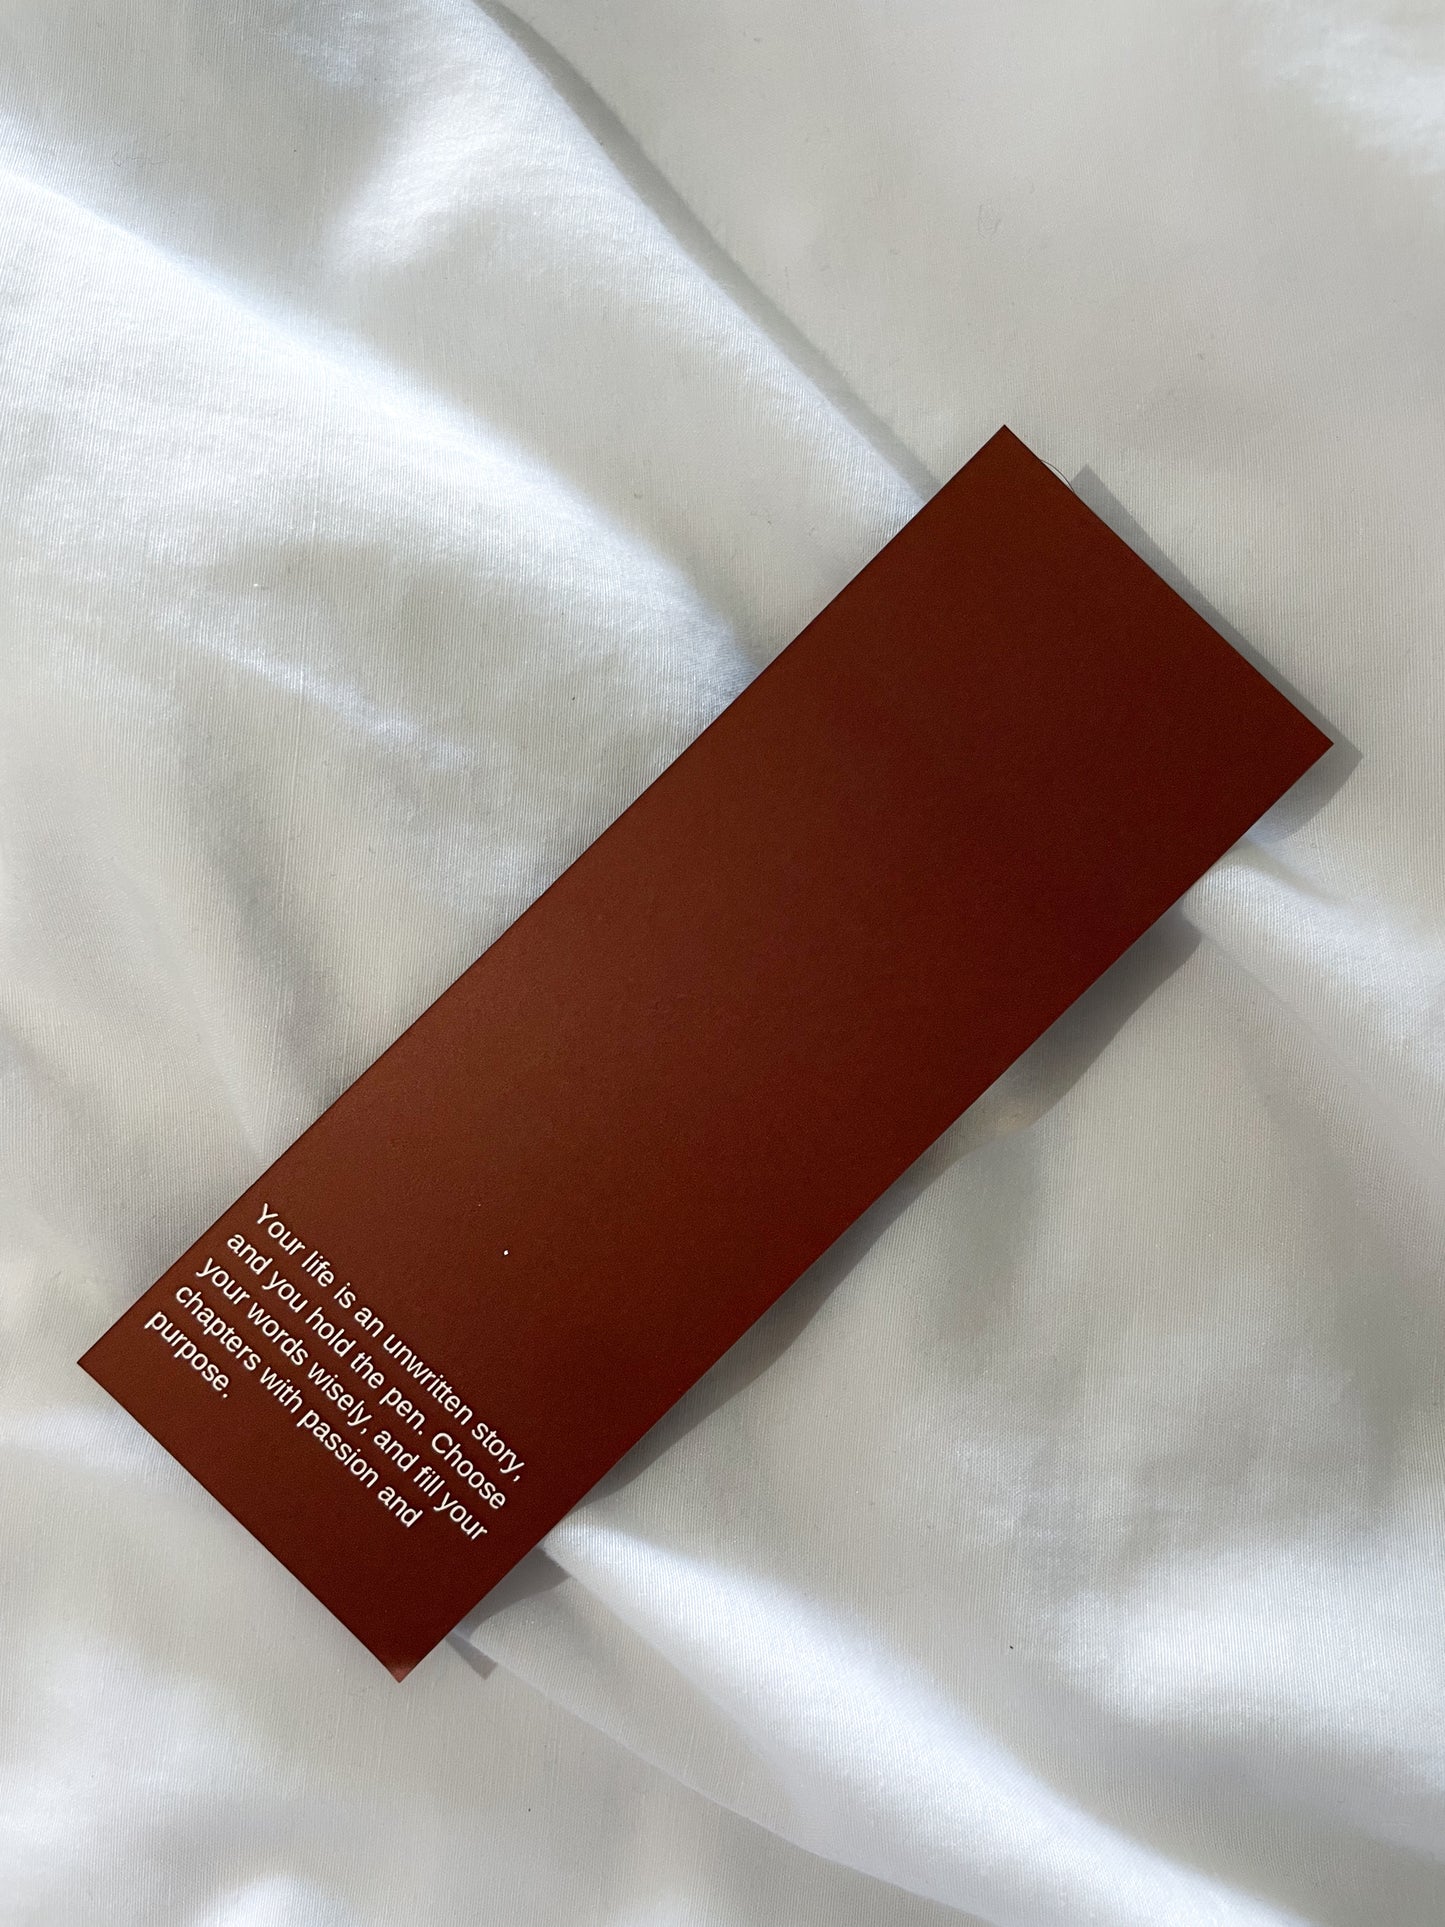 Your life is an unwritten story,
and you hold the pen. Choose
your words wisely, and fill your
chapters with passion and
purpose.